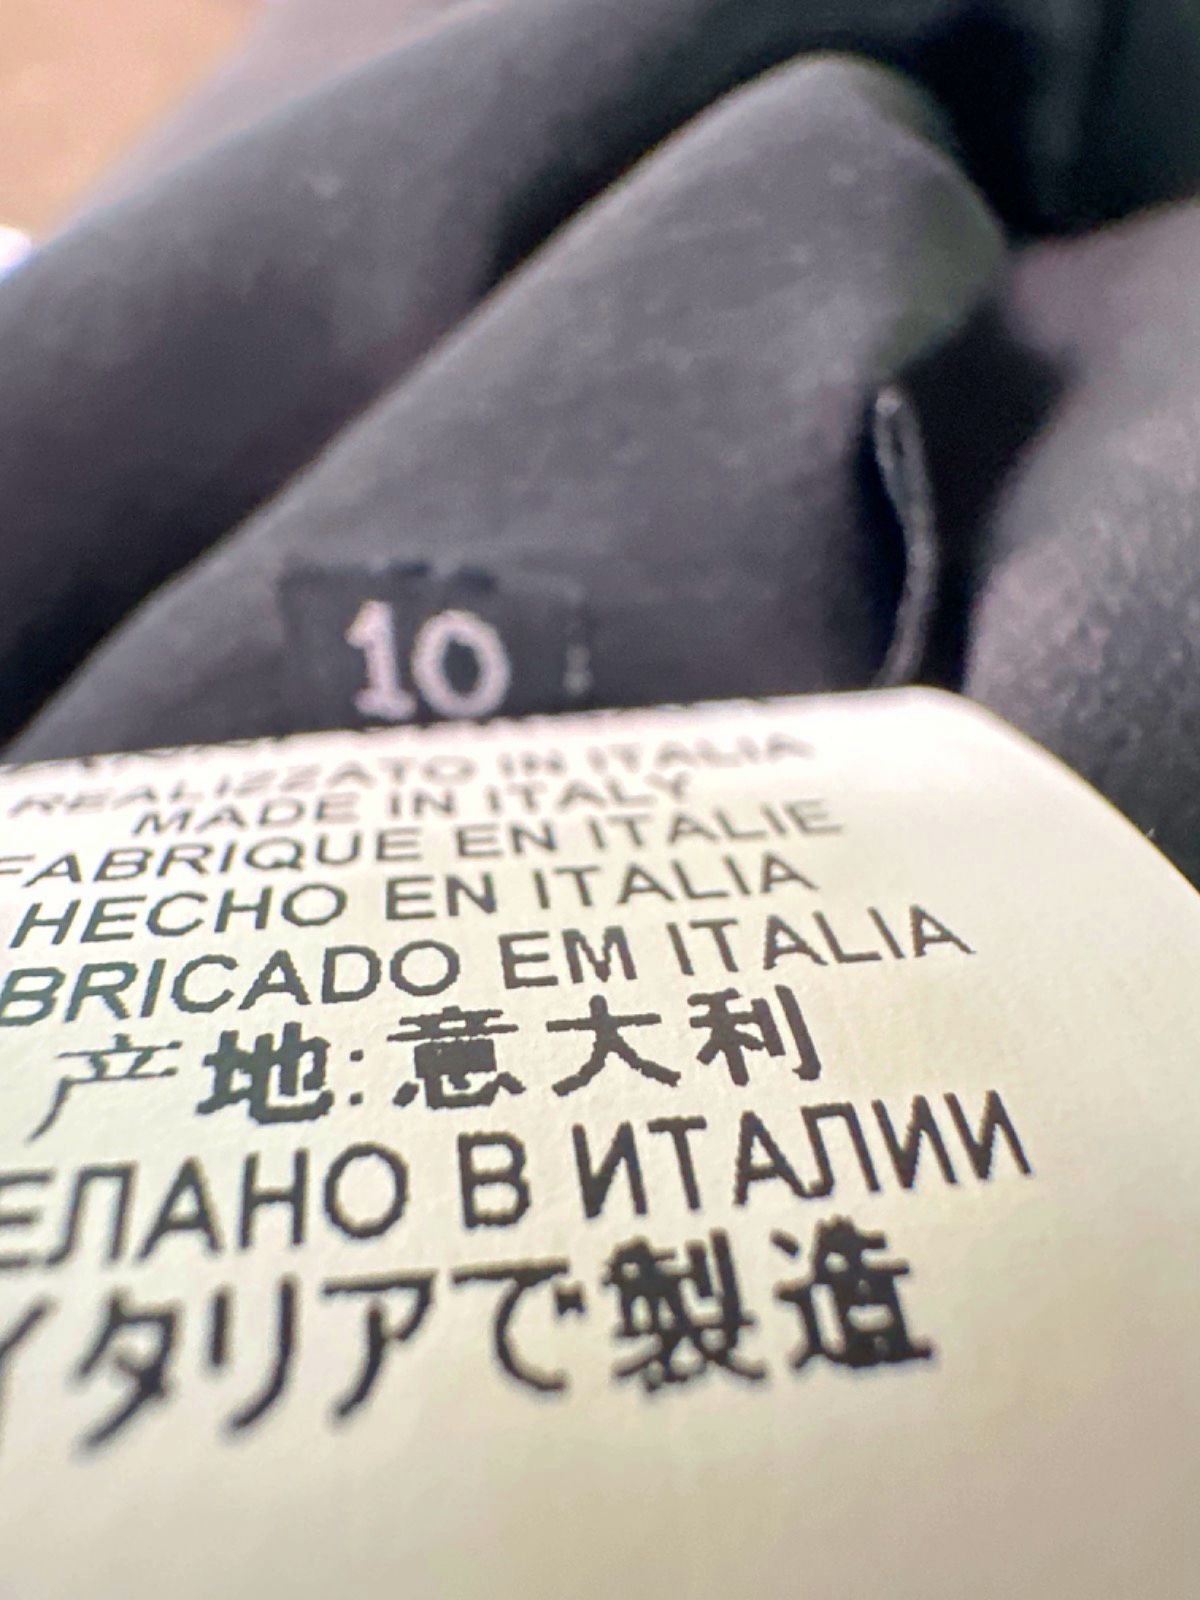 10
REALIZZATO IN ITALIA
MADE IN ITALY
FABRIQUE EN ITALIE
HECHO EN ITALIA
BRICADO EM ITALIA
产地:意大利
ЕЛАНО В ИТАЛИИ
イタリアで製造